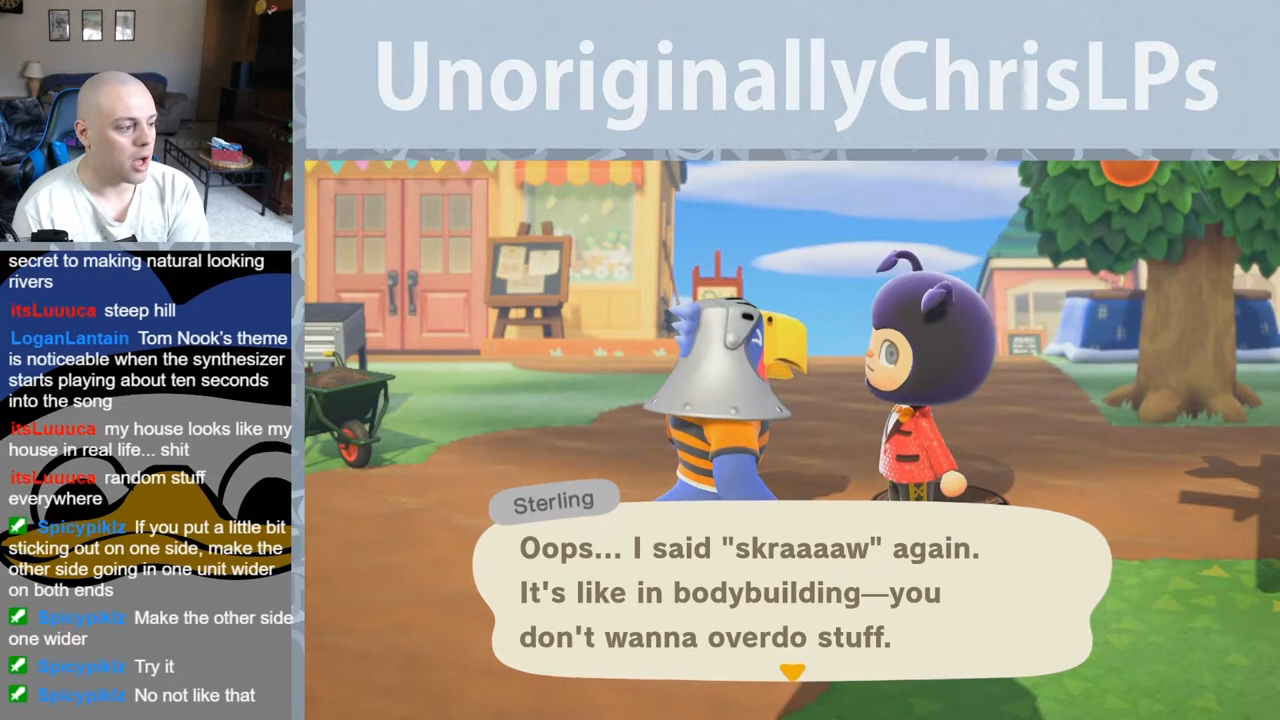 UnoriginallyChrisLPs
secret to making natural looking
rivers
itsLuuuca steep hill
LoganLantain Tom Nook’s theme
is noticeable when the synthesizer
starts playing about ten seconds
into the song
itsLuuuca my house looks like my
house in real life... shit
itsLuuuca random stuff
everywhere
Spicypiklz If you put a little bit
sticking out on one side, make the
other side going in one unit wider
on both ends
Spicypiklz Make the other side
one wider
Spicypiklz Try it
Spicypiklz No not like that
Sterling
Oops... I said "skraaaaw" again.
It's like in bodybuilding—you
don't wanna overdo stuff.